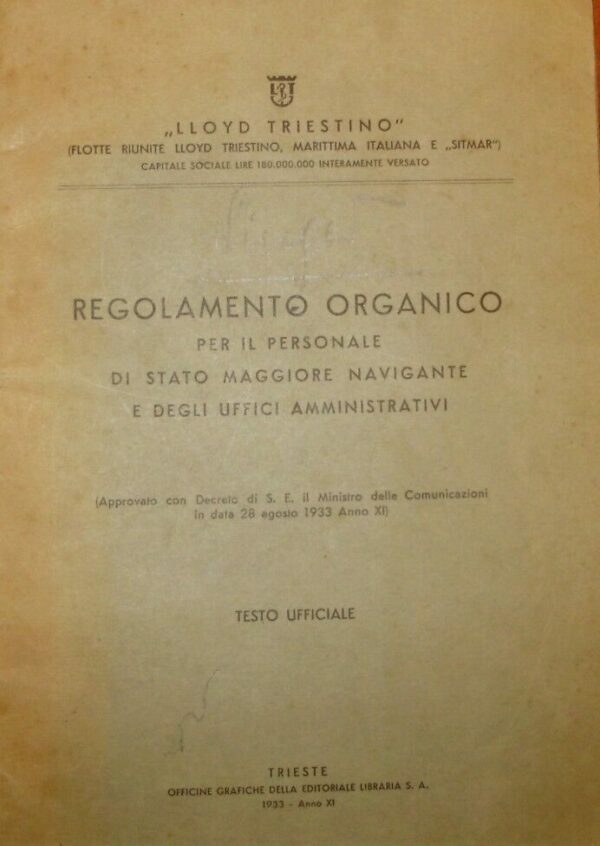 „LLOYD TRIESTINO"
(FLOTTE RIUNITE LLOYD TRIESTINO, MARITTIMA ITALIANA E „SITMAR")
CAPITALE SOCIALE LIRE 180.000.000 INTERAMENTE VERSATO
REGOLAMENTO ORGANICO
PER IL PERSONALE
DI STATO MAGGIORE NAVIGANTE
E DEGLI UFFICI AMMINISTRATIVI
(Approvato con Decreto di S. E. il Ministro delle Comunicazioni
in data 28 agosto 1933 Anno XI)
TESTO UFFICIALE
TRIESTE
OFFICINE GRAFICHE DELLA EDITORIALE LIBRARIA S. A.
1933 - Anno XI